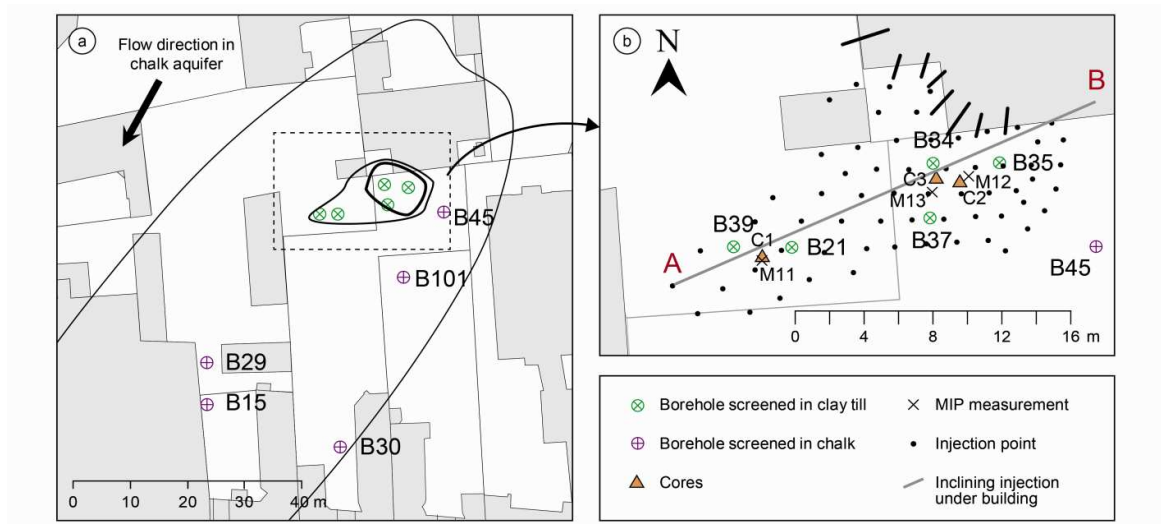 a
Flow direction in
chalk aquifer
B45
B101
B29
B15
B30
0 10 20 30 40 m
b
N
B
B34
B35
C3
M12
M13
C2
B39
B37
C1
B21
B45
A
M11
0 4 8 12 16 m
Borehole screened in clay till
MIP measurement
Borehole screened in chalk
Injection point
Cores
Inclining injection
under building